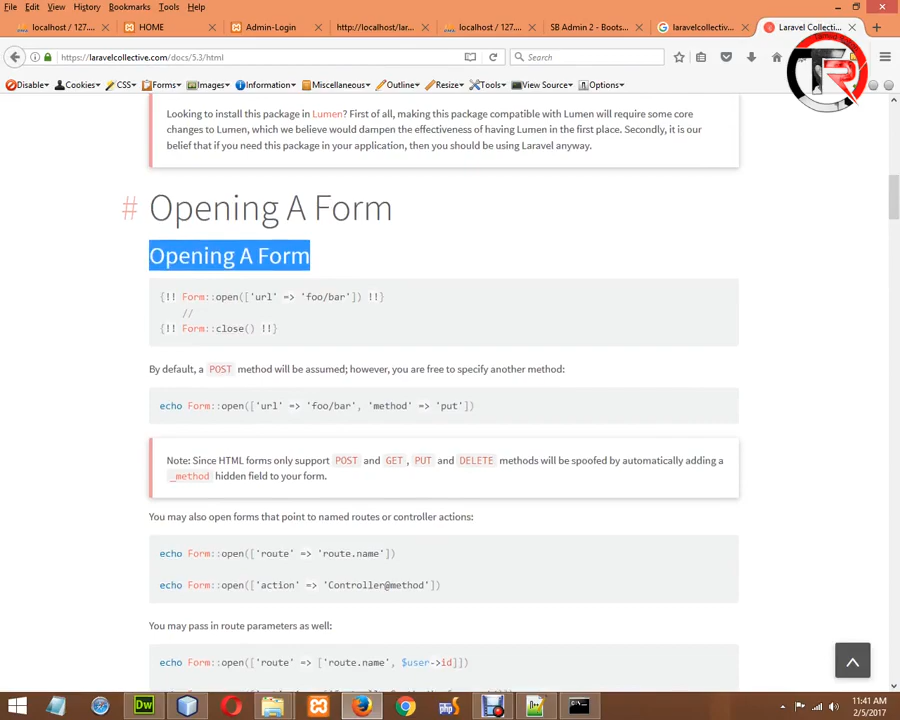 File Edit View History Bookmarks Tools Help
localhost / 127.... HOME Admin-Login http://localhost/lar... localhost / 127.... SB Admin 2 - Boots... laravelcollective - ... Laravel Collecti...
https://laravelcollective.com/docs/5.3/html
Search
Disable Cookies CSS Forms Images Information Miscellaneous Outline Resize Tools View Source Options
TR
Looking to install this package in Lumen? First of all, making this package compatible with Lumen will require some core
changes to Lumen, which we believe would dampen the effectiveness of having Lumen in the first place. Secondly, it is our
belief that if you need this package in your application, then you should be using Laravel anyway.
# Opening A Form
Opening A Form
{!! Form::open(['url' => 'foo/bar']) !!}
//
{!! Form::close() !!}
By default, a POST method will be assumed; however, you are free to specify another method:
echo Form::open(['url' => 'foo/bar', 'method' => 'put'])
Note: Since HTML forms only support POST and GET, PUT and DELETE methods will be spoofed by automatically adding a
_method hidden field to your form.
You may also open forms that point to named routes or controller actions:
echo Form::open(['route' => 'route.name'])
echo Form::open(['action' => 'Controller@method'])
You may pass in route parameters as well:
echo Form::open(['route' => ['route.name', $user->id]])
Dw
php
11:41 AM
2/5/2017